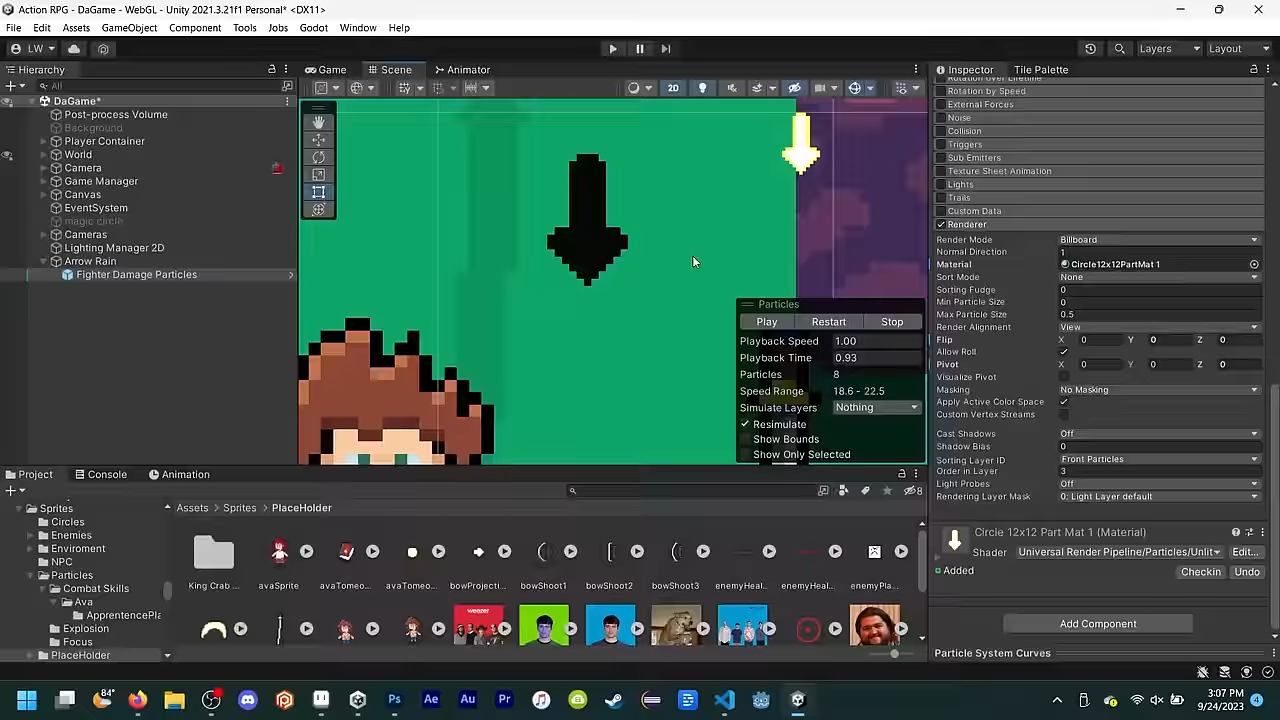 Action RPG - DaGame - WebGL - Unity 2021.3.21f1 Personal* <DX11>
File Edit Assets GameObject Component Tools Jobs Godot Window Help
LW Layers Layout
Hierarchy Game Scene Animator Inspector Tile Palette
All 2D
DaGame*
Post-process Volume
Background
Player Container
World
Camera
Game Manager
Canvas
EventSystem
magic circle
Cameras
Lighting Manager 2D
Arrow Rain
Fighter Damage Particles
Particles
Play Restart Stop
Playback Speed 1.00
Playback Time 0.93
Particles 8
Speed Range 18.6 - 22.5
Simulate Layers Nothing
Resimulate
Show Bounds
Show Only Selected
Rotation over Lifetime
Rotation by Speed
External Forces
Noise
Collision
Triggers
Sub Emitters
Texture Sheet Animation
Lights
Trails
Custom Data
Renderer
Render Mode Billboard
Normal Direction 1
Material Circle12x12PartMat 1
Sort Mode None
Sorting Fudge 0
Min Particle Size 0
Max Particle Size 0.5
Render Alignment View
Flip X 0 Y 0 Z 0
Allow Roll
Pivot X 0 Y 0 Z 0
Visualize Pivot
Masking No Masking
Apply Active Color Space
Custom Vertex Streams
Cast Shadows Off
Shadow Bias 0
Sorting Layer ID Front Particles
Order in Layer 3
Light Probes Off
Rendering Layer Mask 0: Light Layer default
Circle 12x12 Part Mat 1 (Material)
Shader Universal Render Pipeline/Particles/Unlit Edit...
Added Checkin Undo
Add Component
Particle System Curves
Project Console Animation
8
Sprites
Circles
Enemies
Enviroment
NPC
Particles
Combat Skills
Ava
ApprentencePla
Explosion
Focus
PlaceHolder
Assets > Sprites > PlaceHolder
King Crab ... avaSprite avaTomeo... avaTomeo... bowProjecti... bowShoot1 bowShoot2 bowShoot3 enemyHeal... enemyHeal... enemyPla...
weezer
84°
Ps Ae Au Pr
3:07 PM
9/24/2023
4